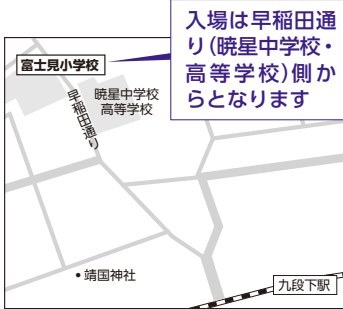 入場は早稲田通
り(暁星中学校・
高等学校)側か
らとなります
富士見小学校
暁星中学校
高等学校
早稲田通り
靖国神社
九段下駅